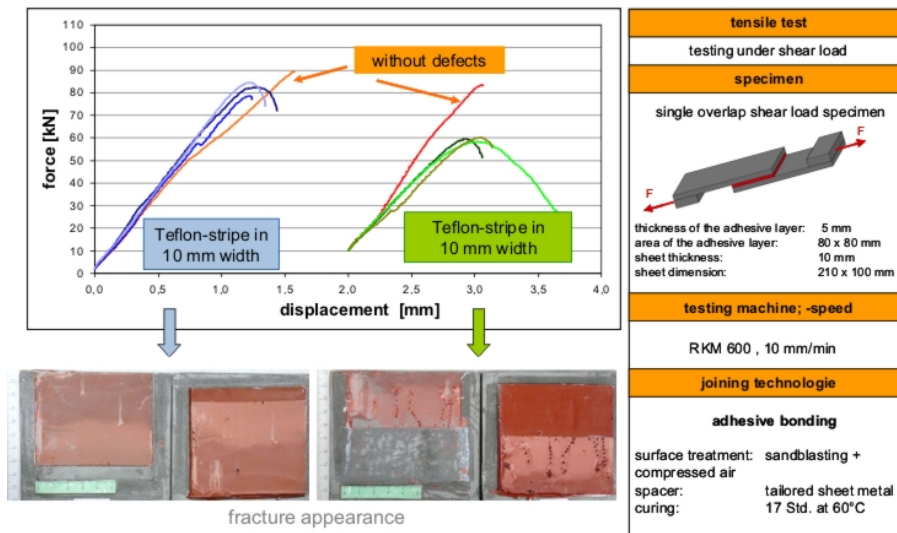 110
100
90
80
70
60
50
40
30
20
10
0
force [kN]
without defects
Teflon-stripe in
10 mm width
Teflon-stripe in
10 mm width
0,0 0,5 1,0 1,5 2,0 2,5 3,0 3,5 4,0
displacement [mm]
fracture appearance
tensile test
testing under shear load
specimen
single overlap shear load specimen
F
F
thickness of the adhesive layer: 5 mm
area of the adhesive layer: 80 x 80 mm
sheet thickness: 10 mm
sheet dimension: 210 x 100 mm
testing machine; -speed
RKM 600 , 10 mm/min
joining technologie
adhesive bonding
surface treatment: sandblasting +
compressed air
spacer: tailored sheet metal
curing: 17 Std. at 60°C